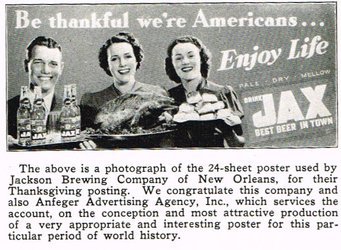 Be thankful we're Americans...
Enjoy Life
PALE . DRY . MELLOW
DRINK
JAX
BEST BEER IN TOWN
JAX
JAX
JAX
The above is a photograph of the 24-sheet poster used by
Jackson Brewing Company of New Orleans, for their
Thanksgiving posting. We congratulate this company and
also Anfeger Advertising Agency, Inc., which services the
account, on the conception and most attractive production
of a very appropriate and interesting poster for this par-
ticular period of world history.